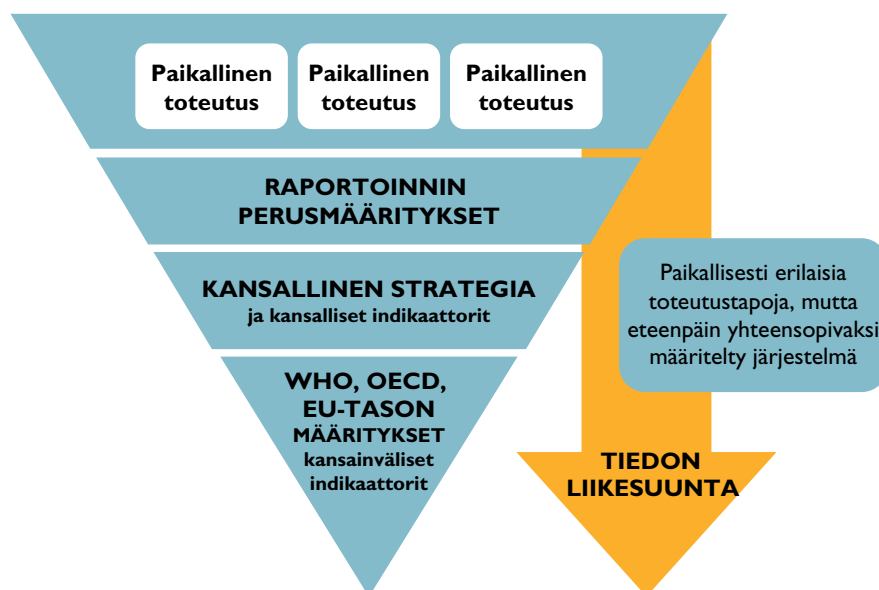 Paikallinen
toteutus
Paikallinen
toteutus
Paikallinen
toteutus
RAPORTOINNIN
PERUSMÄÄRITYKSET
KANSALLINEN STRATEGIA
ja kansalliset indikaattorit
WHO, OECD,
EU-TASON
MÄÄRITYKSET
kansainväliset
indikaattorit
Paikallisesti erilaisia
toteutustapoja, mutta
eteenpäin yhteensopivaksi
määritelty järjestelmä
TIEDON
LIIKESUUNTA